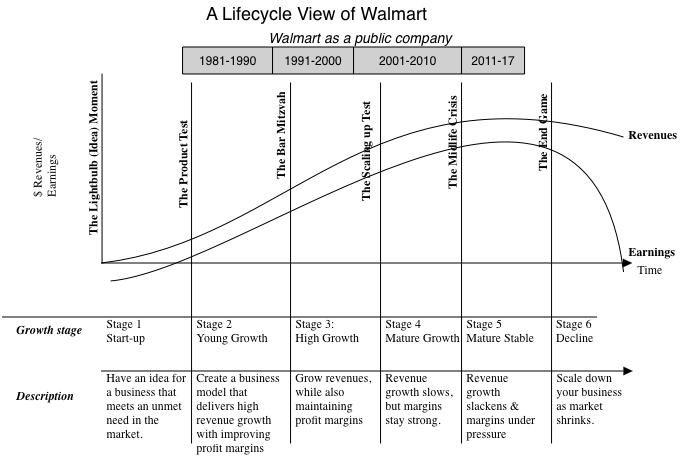 A Lifecycle View of Walmart
Walmart as a public company
1981-1990
1991-2000
2001-2010
2011-17
$ Revenues/
Earnings
The Lightbulb (Idea) Moment
The Product Test
The Bar Mitzvah
The Scaling up Test
The Midlife Crisis
The End Game
Revenues
Earnings
Time
Growth stage
Stage 1
Start-up
Stage 2
Young Growth
Stage 3:
High Growth
Stage 4
Mature Growth
Stage 5
Mature Stable
Stage 6
Decline
Description
Have an idea for
a business that
meets an unmet
need in the
market.
Create a business
model that
delivers high
revenue growth
with improving
profit margins
Grow revenues,
while also
maintaining
profit margins
Revenue
growth slows,
but margins
stay strong.
Revenue
growth
slackens &
margins under
pressure
Scale down
your business
as market
shrinks.